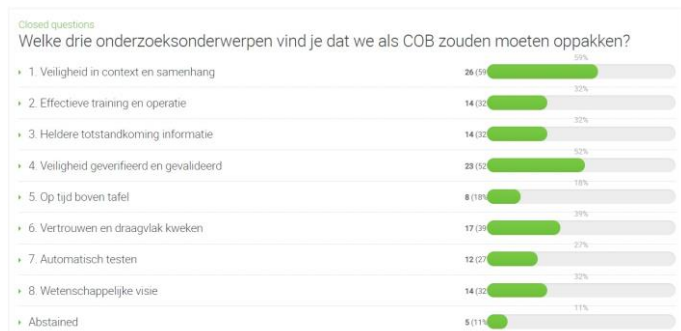 Closed questions
Welke drie onderzoeksonderwerpen vind je dat we als COB zouden moeten oppakken?
59%
1. Veiligheid in context en samenhang 26 (59
32%
2. Effectieve training en operatie 14 (32
32%
3. Heldere totstandkoming informatie 14 (32
52%
4. Veiligheid geverifieerd en gevalideerd 23 (52
18%
5. Op tijd boven tafel 8 (18%
39%
6. Vertrouwen en draagvlak kweken 17 (39
27%
7. Automatisch testen 12 (27
32%
8. Wetenschappelijke visie 14 (32
11%
Abstained 5 (11%